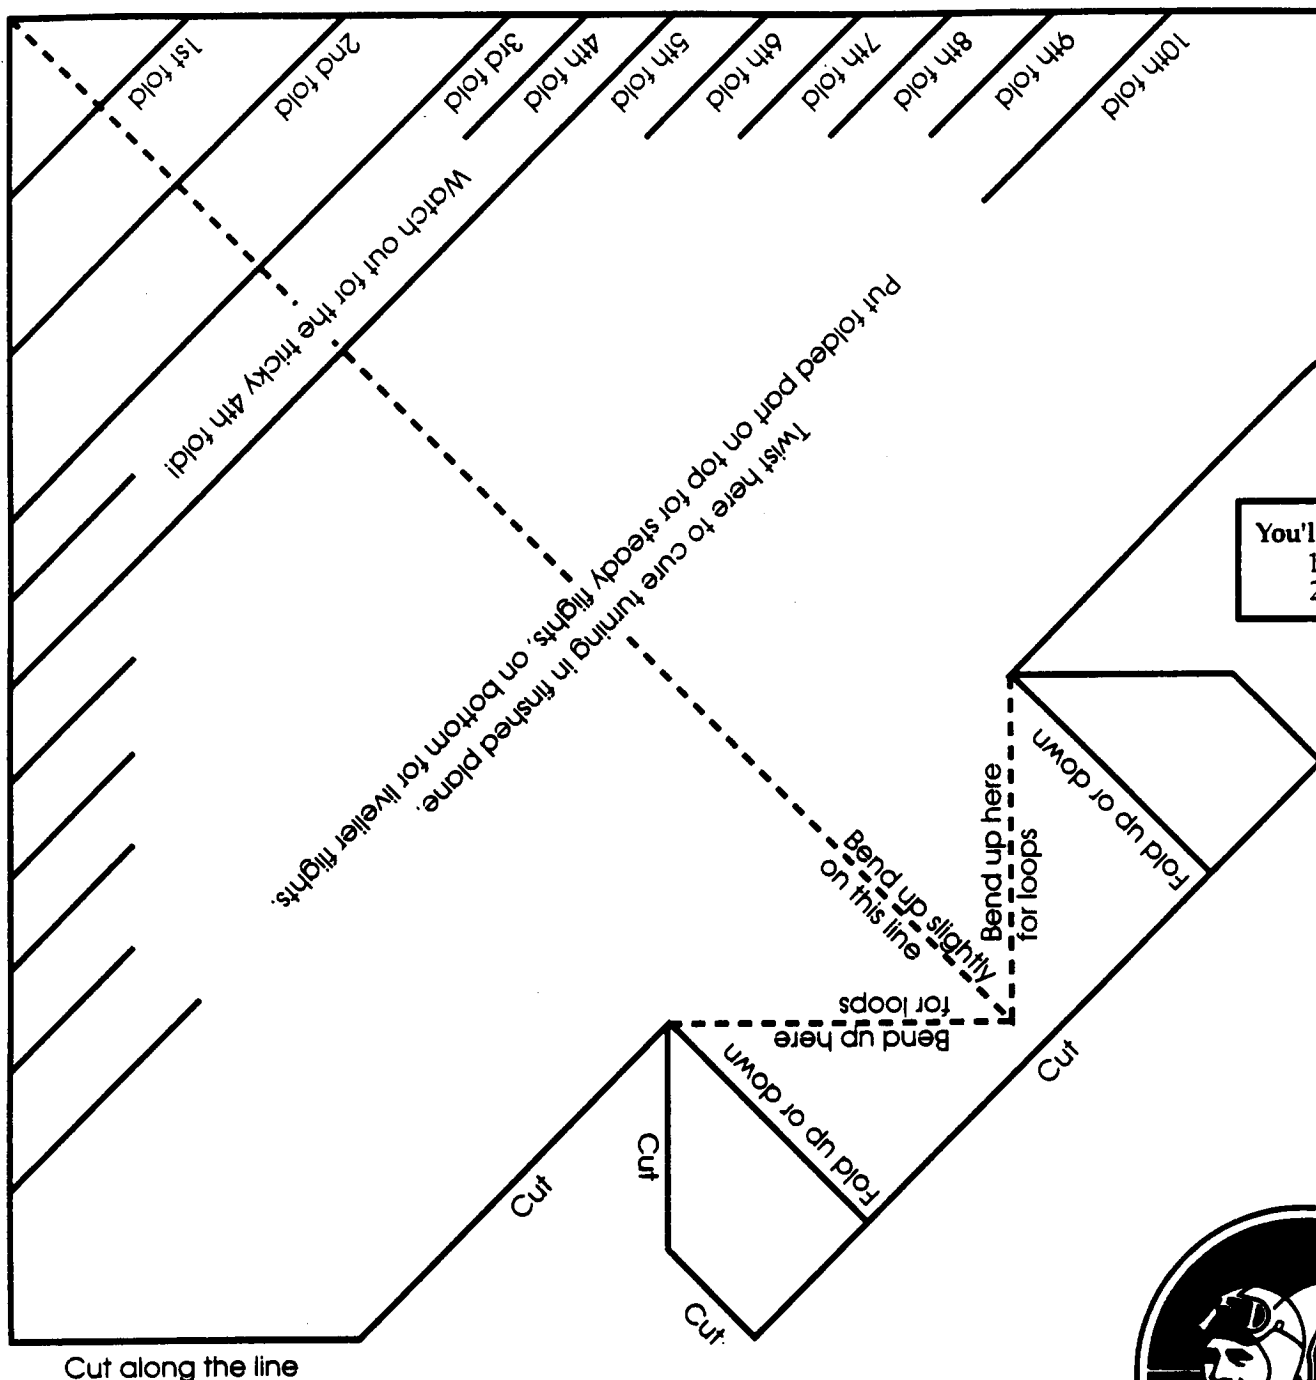 1st fold
2nd fold
3rd fold
4th fold
5th fold
6th fold
7th fold
8th fold
9th fold
10th fold
Watch out for the tricky 4th fold!
Put folded part on top for steady flights, on bottom for livelier flights.
Twist here to cure turning in finshed plane.
You'l
Bend up here
for loops
Fold up or down
Bend up slightly
on this line
Bend up here
for loops
Fold up or down
Cut
Cut
Cut
Cut
Cut along the line